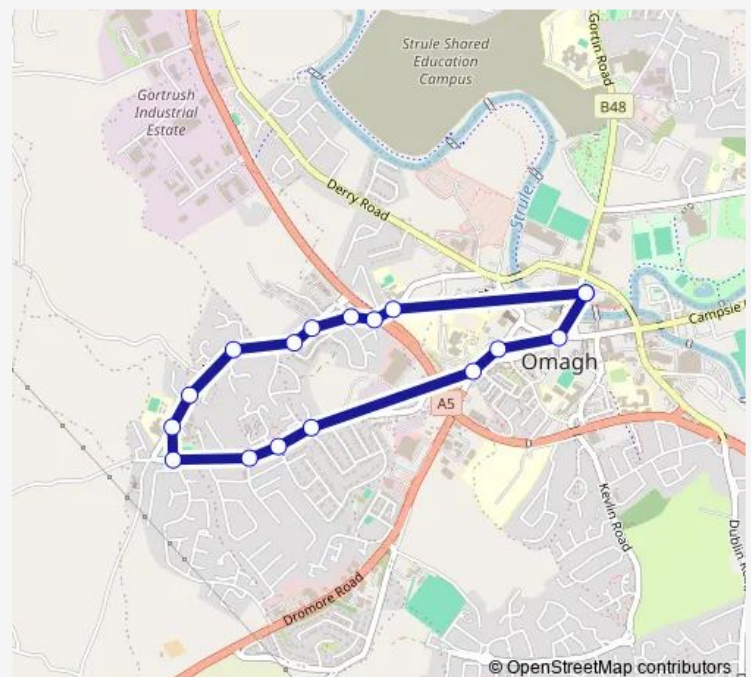 Strule Shared
Education
Campus
Gortin Road
B48
Gortrush
Industrial
Estate
Derry Road
Strule
Campsie
Omagh
A5
Kevlin Road
Dublin Road
Dromore Road
© OpenStreetMap contributors